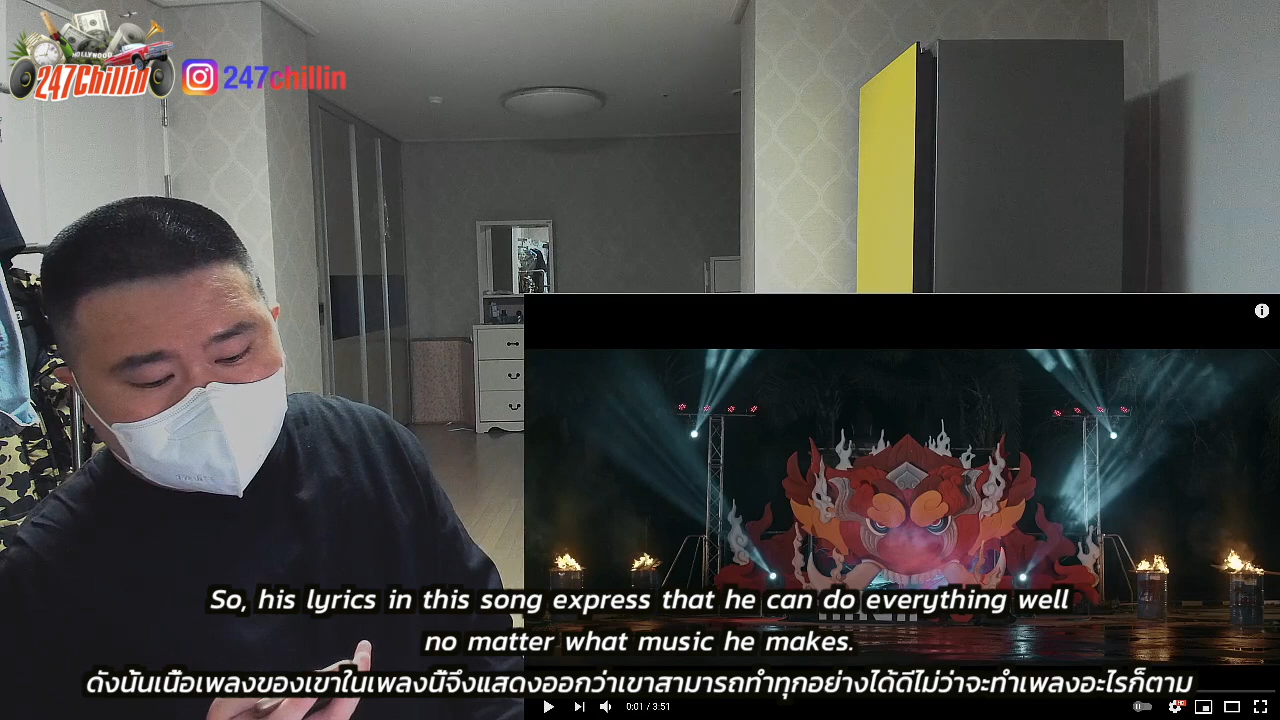 HOLLYWOOD
247Chillin
247chillin
So, his lyrics in this song express that he can do everything well
no matter what music he makes.
ดังนั้นเนื้อเพลงของเขาในเพลงนี้จึงแสดงออกว่าเขาสามารถทำทุกอย่างได้ดีไม่ว่าจะทำเพลงอะไรก็ตาม
0:01 / 3:51
HD